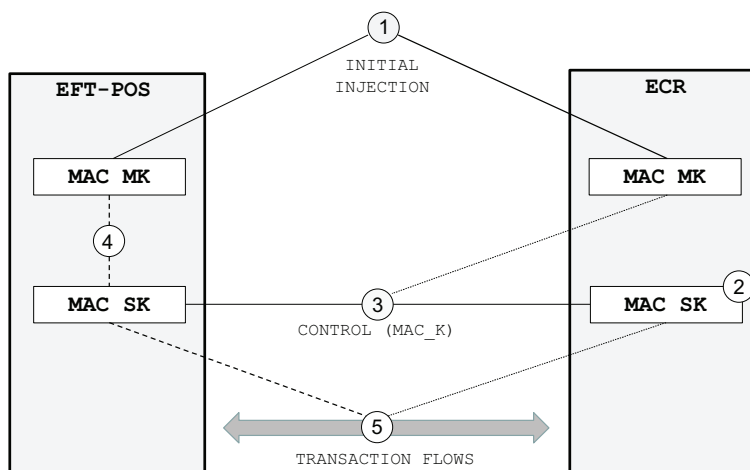 1
INITIAL
INJECTION
EFT-POS
ECR
MAC MK
MAC MK
4
MAC SK
3
MAC SK
2
CONTROL (MAC_K)
5
TRANSACTION FLOWS